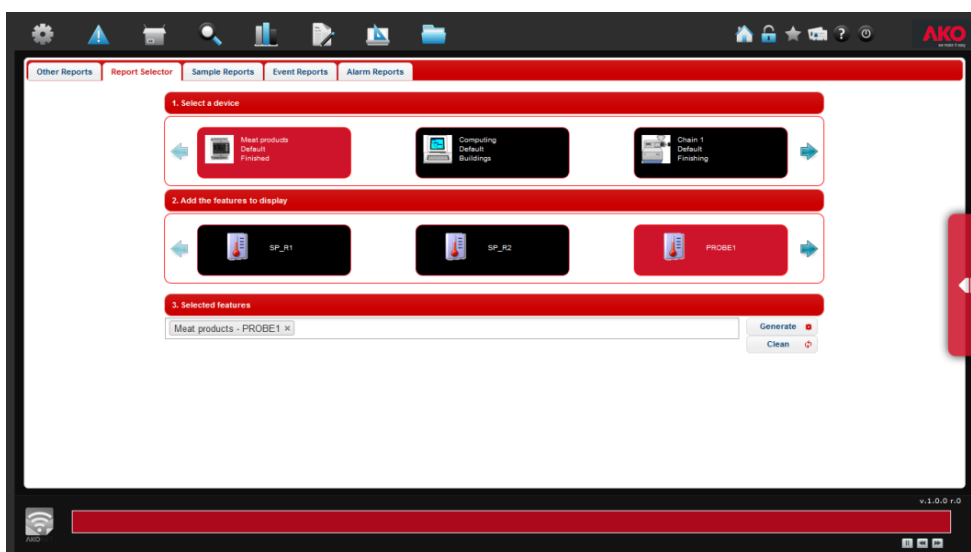 AKO
Other Reports
Report Selector
Sample Reports
Event Reports
Alarm Reports
1. Select a device
Meat produds
Default
Finished
Computing
Default
Buildings
Chain 1
Default
Finishing
2. Add the features to display
SP_R1
SP_R2
PROBE1
3. Selected features
Meat products - PROBE1 ×
Generate
Clean
v.1.0.0 r.0
AKO